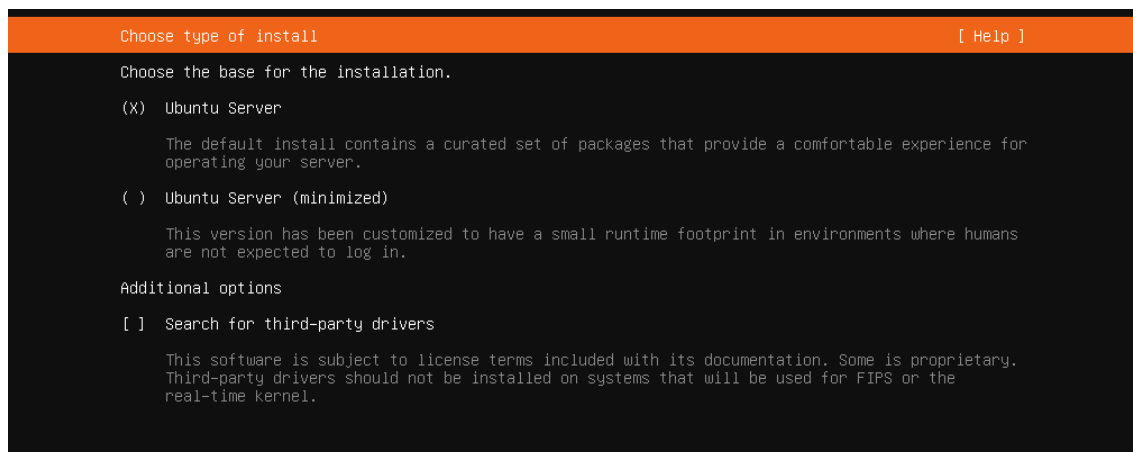 Choose type of install [ Help ]
Choose the base for the installation.
(X) Ubuntu Server
The default install contains a curated set of packages that provide a comfortable experience for
operating your server.
( ) Ubuntu Server (minimized)
This version has been customized to have a small runtime footprint in environments where humans
are not expected to log in.
Additional options
[ ] Search for third-party drivers
This software is subject to license terms included with its documentation. Some is proprietary.
Third-party drivers should not be installed on systems that will be used for FIPS or the
real-time kernel.